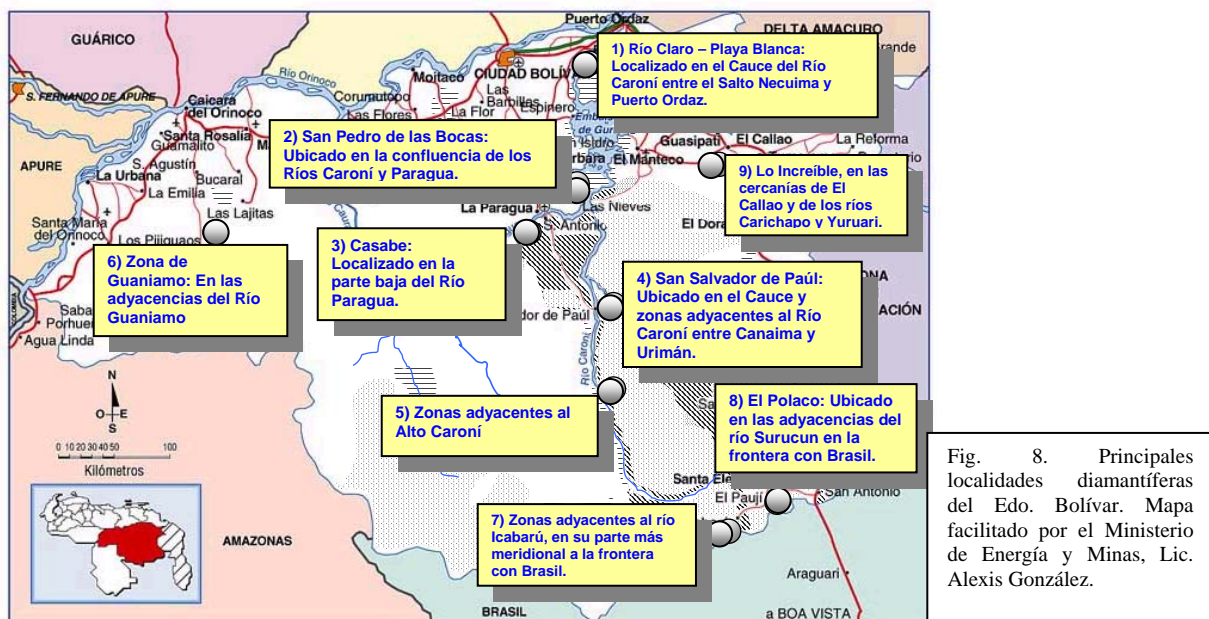 Puerto Ordaz
DELTA AMACURO
GUÁRICO
Río Orinoco
Moitaco
CIUDAD BOLÍV
S. FERNANDO DE APURE
Caicara
del Orinoco
Corumutopo
Las Flores
La Flor
Las
Barbillas
Espinero
1) Río Claro – Playa Blanca:
Localizado en el Cauce del Río
Caroní entre el Salto Necuima y
Puerto Ordaz.
Santa Rosalía
Guamalito
S. Agustín
Bucaral
APURE
La Urbana
La Emilia
Las Lajitas
Santa María
del Orinoco
Los Pijiguaos
2) San Pedro de las Bocas:
Ubicado en la confluencia de los
Ríos Caroní y Paragua.
El Manteco
Guasipati
El Callao
La Reforma
9) Lo Increíble, en las
cercanías de El
Callao y de los ríos
Carichapo y Yuruari.
La Paragua
Las Nieves
S. Antonio
El Dora
3) Casabe:
Localizado en la
parte baja del Río
Paragua.
6) Zona de
Guaniamo: En las
adyacencias del Río
Guaniamo
4) San Salvador de Paúl:
Ubicado en el Cauce y
zonas adyacentes al Río
Caroní entre Canaima y
Urimán.
ador de Paúl
Río Caroní
ACIÓN
Agua Linda
N
O
E
S
0 10 20 30 40 50 100
Kilómetros
5) Zonas adyacentes al
Alto Caroní
8) El Polaco: Ubicado
en las adyacencias del
río Surucun en la
frontera con Brasil.
Santa Ele
El Paují
San Antonio
7) Zonas adyacentes al río
Icabarú, en su parte más
meridional a la frontera
con Brasil.
AMAZONAS
BRASIL
Araguari
a BOA VISTA
Fig. 8. Principales
localidades diamantíferas
del Edo. Bolívar. Mapa
facilitado por el Ministerio
de Energía y Minas, Lic.
Alexis González.